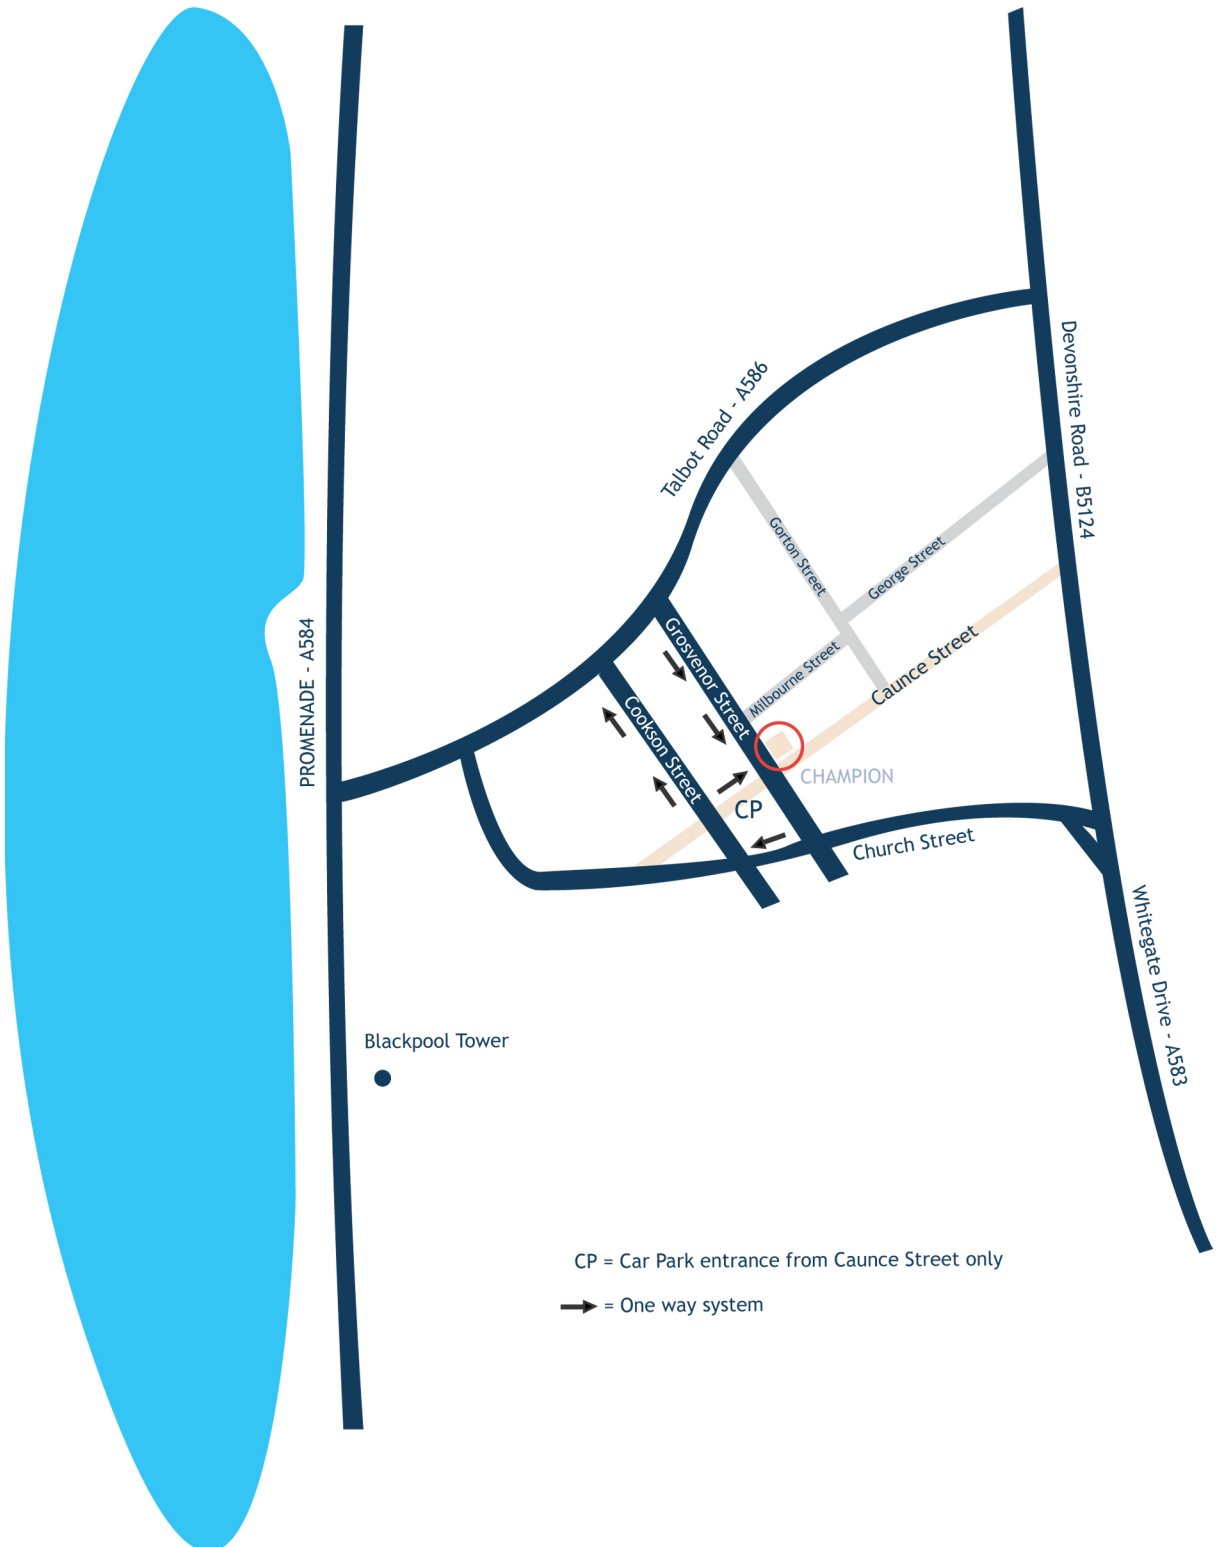 Talbot Road - A586
Devonshire Road - B5124
Gorton Street
George Street
PROMENADE - A584
Grosvenor Street
Milbourne Street
Caunce Street
Cookson Street
CHAMPION
CP
Church Street
Whitegate Drive - A583
Blackpool Tower
CP = Car Park entrance from Caunce Street only
= One way system